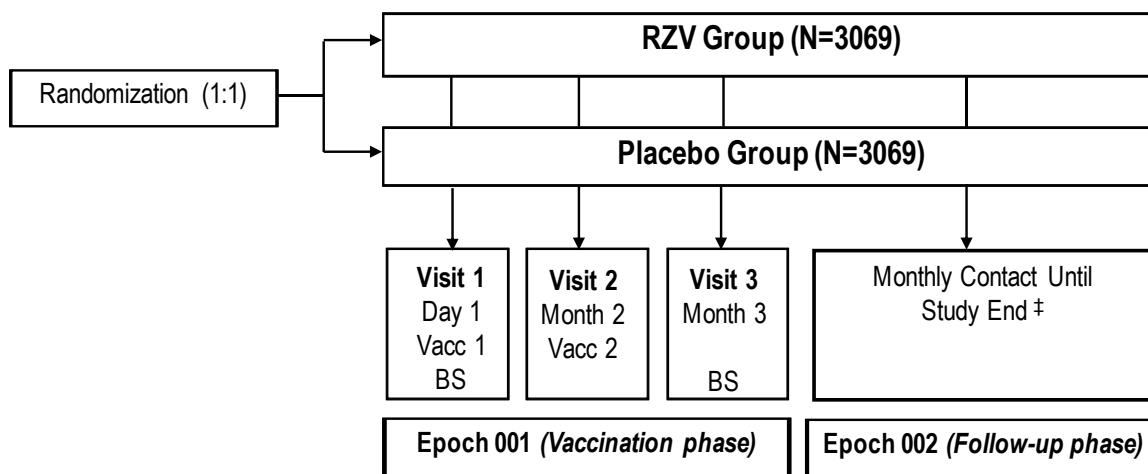 RZV Group (N=3069)
Randomization (1:1)
Placebo Group (N=3069)
Visit 1
Day 1
Vacc 1
BS
Visit 2
Month 2
Vacc 2
Visit 3
Month 3
BS
Monthly Contact Until
Study End ‡
Epoch 001 (Vaccination phase)
Epoch 002 (Follow-up phase)